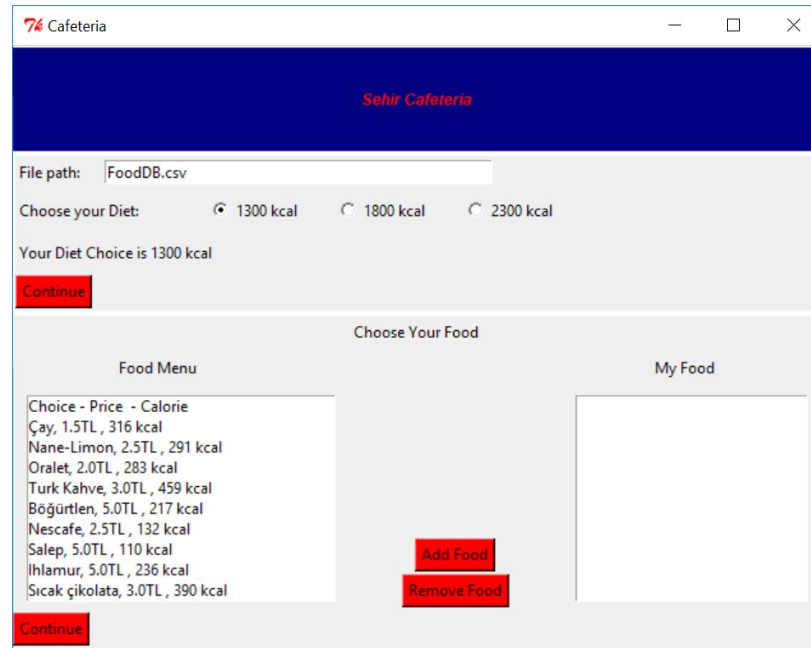 Cafeteria
Sehir Cafeteria
File path: FoodDB.csv
Choose your Diet: 1300 kcal 1800 kcal 2300 kcal
Your Diet Choice is 1300 kcal
Continue
Choose Your Food
Food Menu My Food
Choice - Price - Calorie
Çay, 1.5TL , 316 kcal
Nane-Limon, 2.5TL , 291 kcal
Oralet, 2.0TL , 283 kcal
Turk Kahve, 3.0TL , 459 kcal
Böğürtlen, 5.0TL , 217 kcal
Nescafe, 2.5TL , 132 kcal
Salep, 5.0TL , 110 kcal
Ihlamur, 5.0TL , 236 kcal
Sıcak çikolata, 3.0TL , 390 kcal
Add Food
Remove Food
Continue